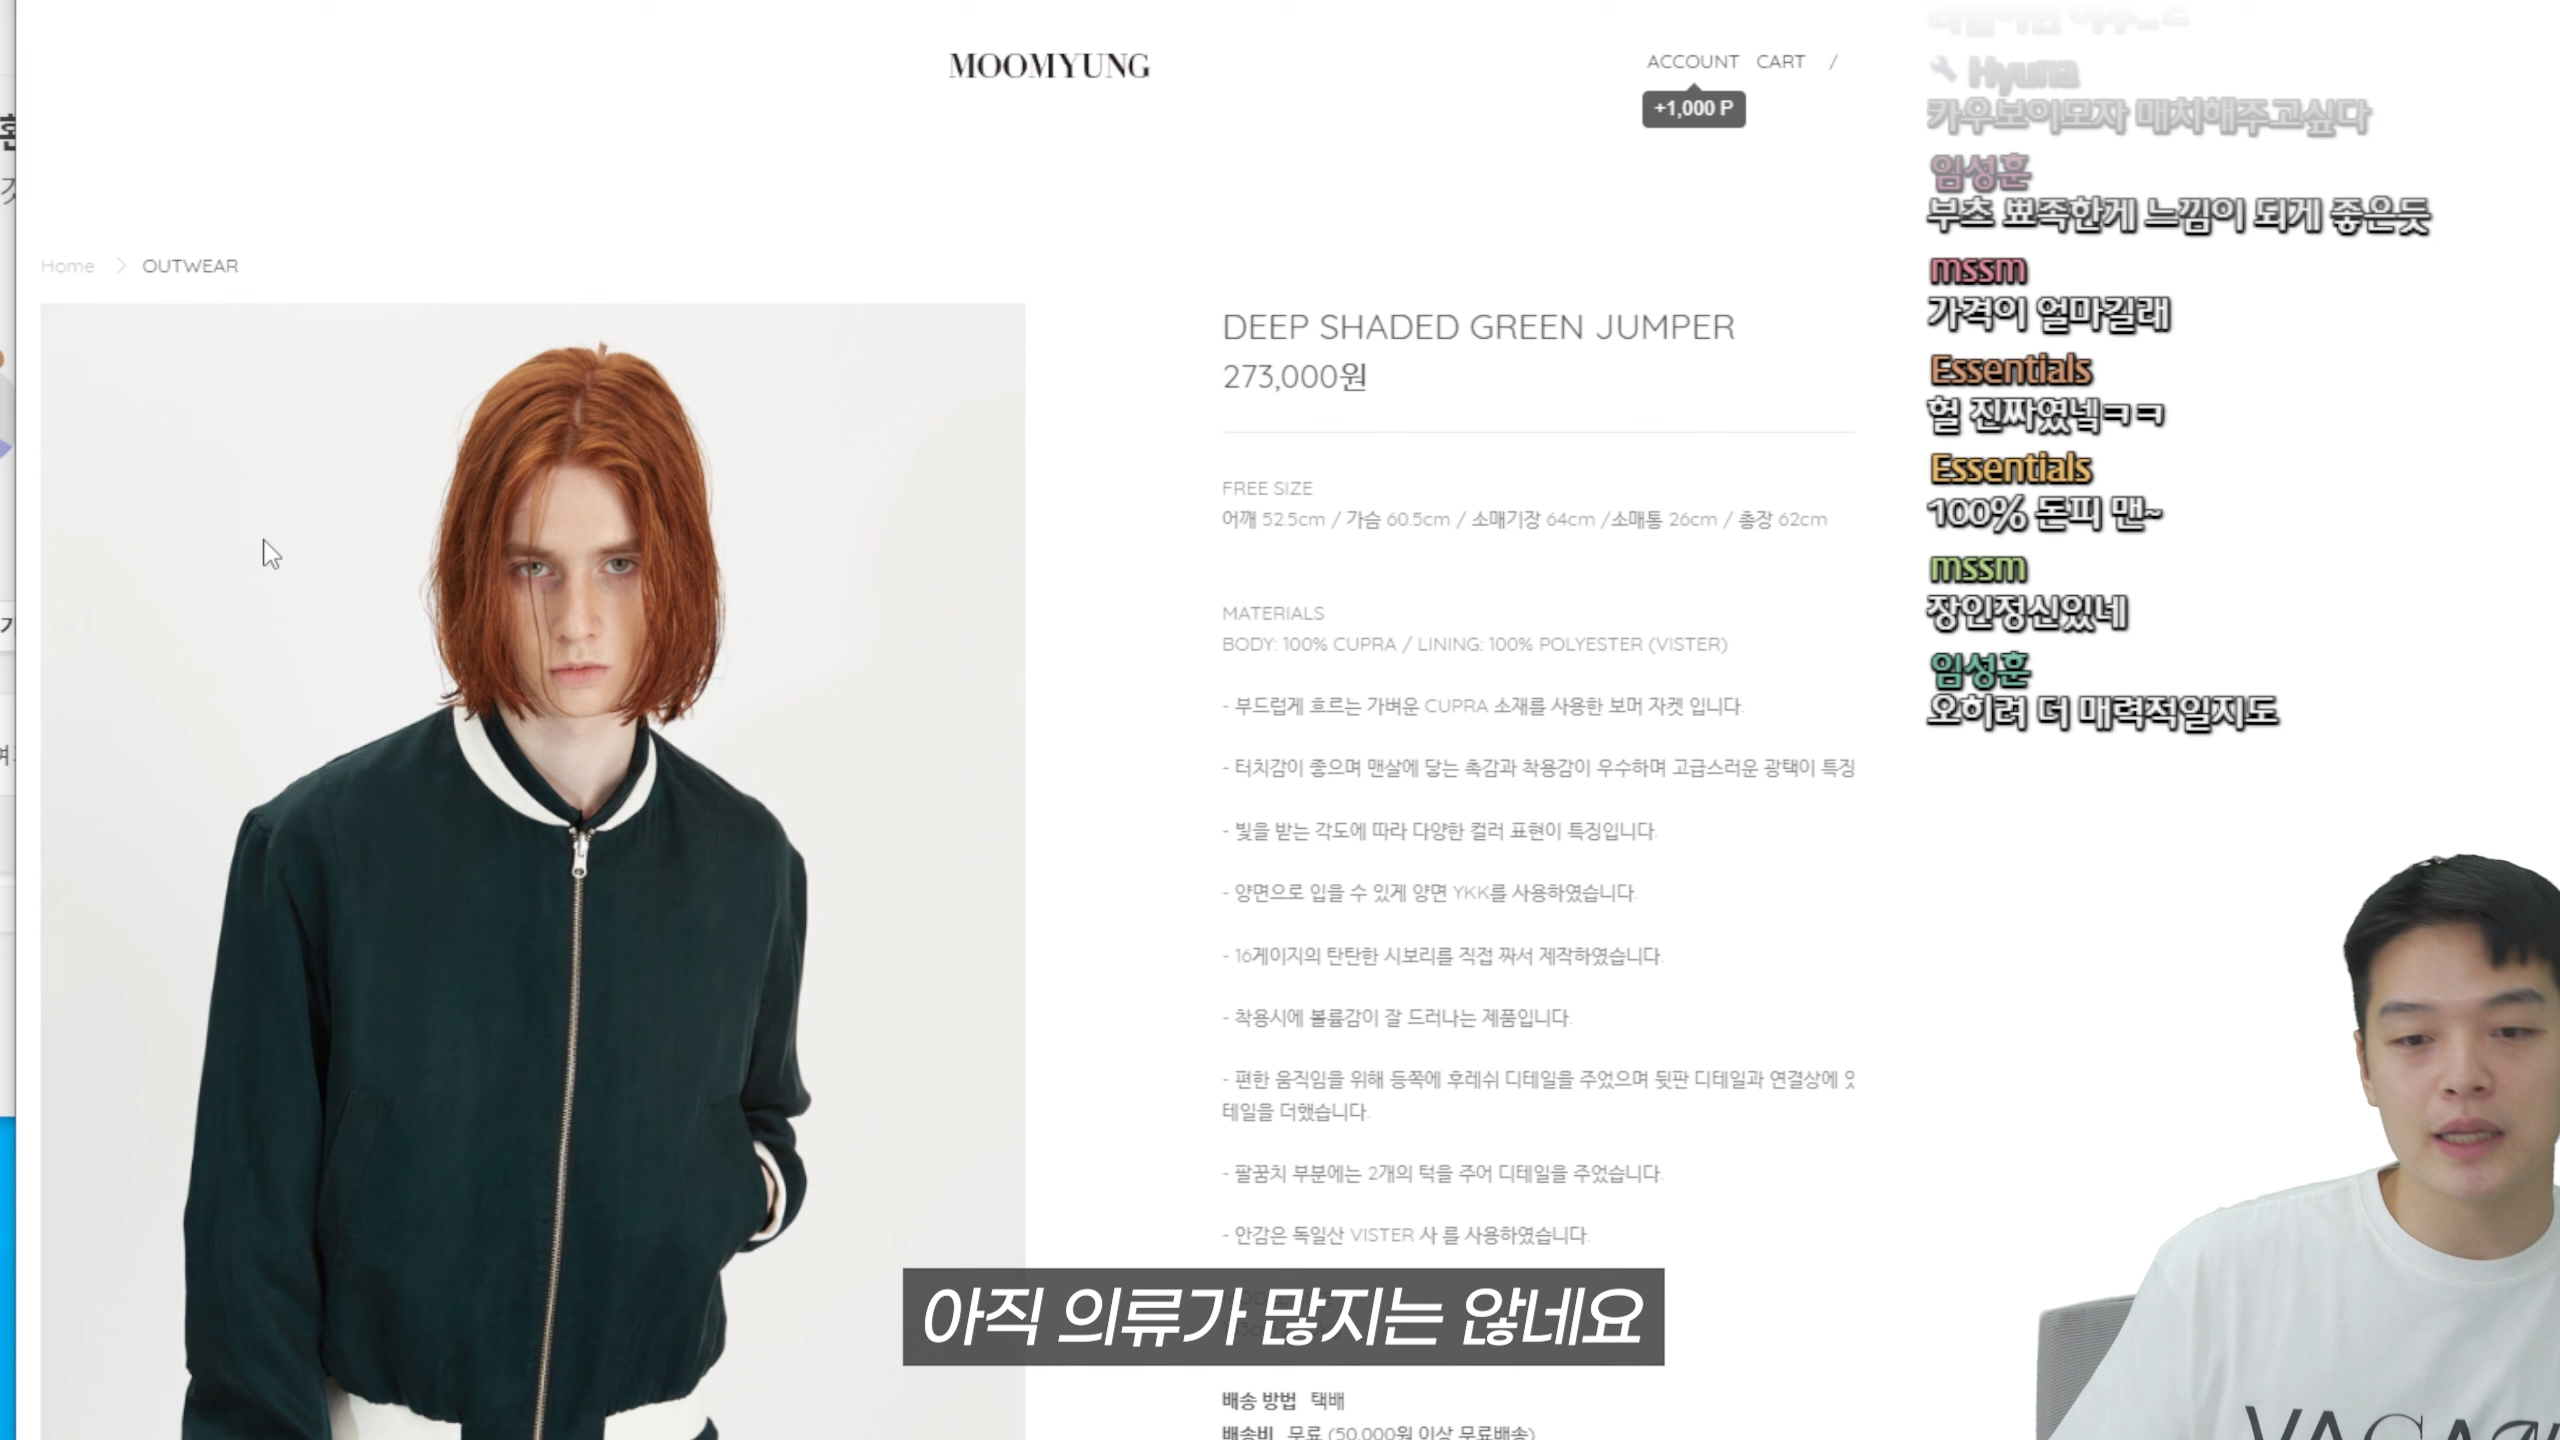 MOOMYUNG
ACCOUNT CART /
+1,000 P
Home > OUTWEAR
DEEP SHADED GREEN JUMPER
273,000원
FREE SIZE
어깨 52.5cm / 가슴 60.5cm / 소매기장 64cm /소매통 26cm / 총장 62cm
MATERIALS
BODY: 100% CUPRA / LINING: 100% POLYESTER (VISTER)
- 부드럽게 흐르는 가벼운 CUPRA 소재를 사용한 보머 자켓 입니다.
- 터치감이 좋으며 맨살에 닿는 촉감과 착용감이 우수하며 고급스러운 광택이 특징
- 빛을 받는 각도에 따라 다양한 컬러 표현이 특징입니다.
- 양면으로 입을 수 있게 양면 YKK를 사용하였습니다.
- 16게이지의 탄탄한 시보리를 직접 짜서 제작하였습니다.
- 착용시에 볼륨감이 잘 드러나는 제품입니다.
- 편한 움직임을 위해 등쪽에 후레쉬 디테일을 주었으며 뒷판 디테일과 연결상에
테일을 더했습니다.
- 팔꿈치 부분에는 2개의 턱을 주어 디테일을 주었습니다.
- 안감은 독일산 VISTER 사 를 사용하였습니다.
아직 의류가 많지는 않네요
배송 방법 택배
배송비 무료 (50,000원 이상 무료배송)
Hyuna
카우보이모자 매치해주고싶다
임성훈
부츠 뾰족한게 느낌이 되게 좋은듯
mssm
가격이 얼마길래
Essentials
헐 진짜였넼ㅋㅋ
Essentials
100% 돈피 맨~
mssm
장인정신있네
임성훈
오히려 더 매력적일지도